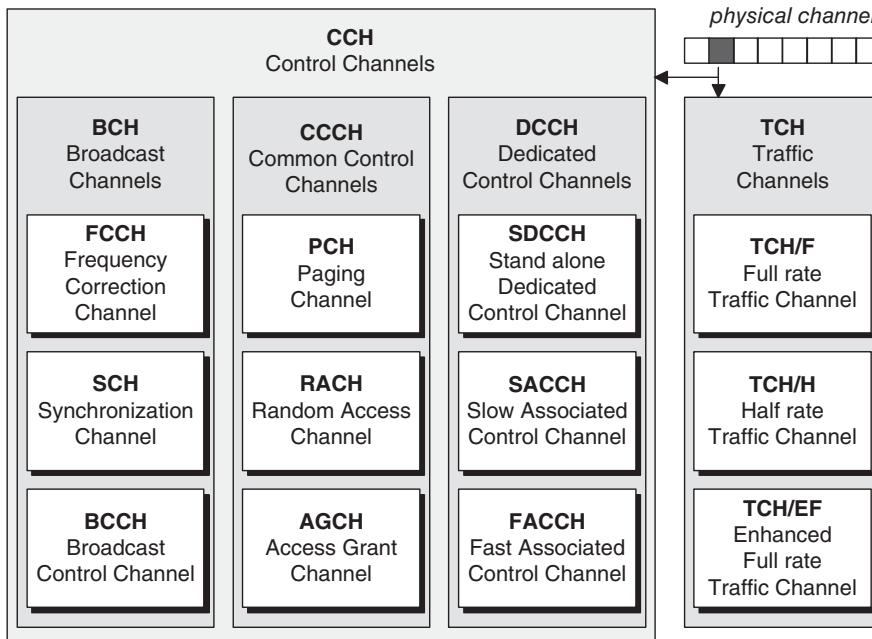 CCH
Control Channels
physical channel
BCH
Broadcast
Channels
FCCH
Frequency
Correction
Channel
SCH
Synchronization
Channel
BCCH
Broadcast
Control Channel
CCCH
Common Control
Channels
PCH
Paging
Channel
RACH
Random Access
Channel
AGCH
Access Grant
Channel
DCCH
Dedicated
Control Channels
SDCCH
Stand alone
Dedicated
Control Channel
SACCH
Slow Associated
Control Channel
FACCH
Fast Associated
Control Channel
TCH
Traffic
Channels
TCH/F
Full rate
Traffic Channel
TCH/H
Half rate
Traffic Channel
TCH/EF
Enhanced
Full rate
Traffic Channel